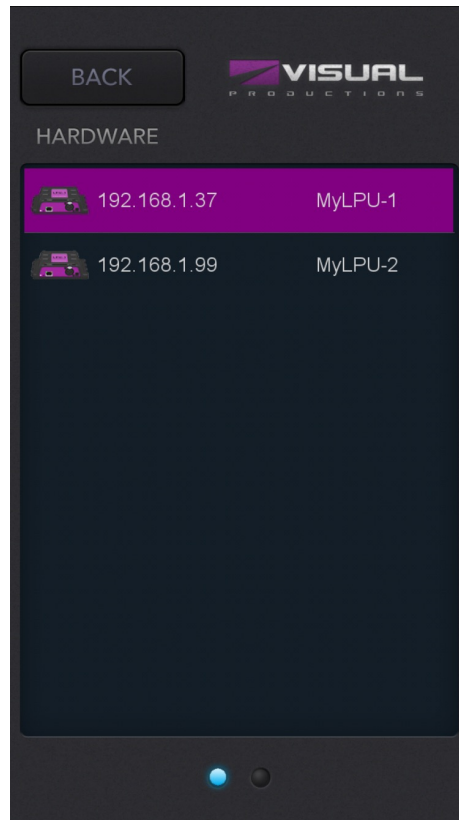 BACK
VISUAL
PRODUCTIONS
HARDWARE
192.168.1.37 MyLPU-1
192.168.1.99 MyLPU-2